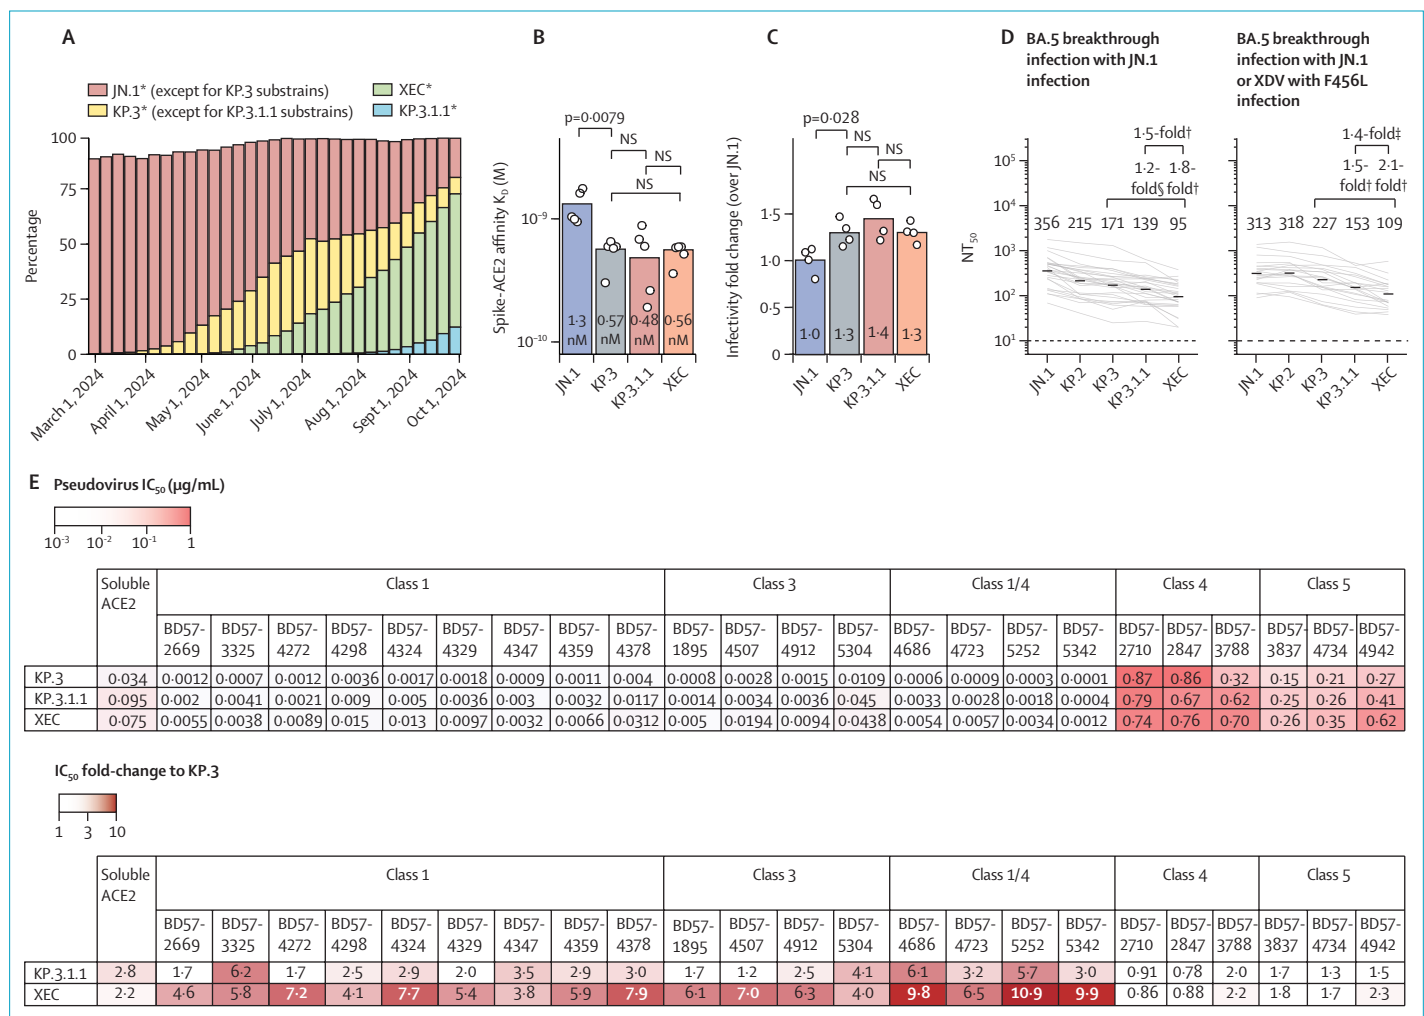 A
JN.1* (except for KP.3 substrains)
XEC*
KP.3* (except for KP.3.1.1 substrains)
KP.3.1.1*
Percentage
100
75
50
25
0
March 1, 2024
April 1, 2024
May 1, 2024
June 1, 2024
July 1, 2024
Aug 1, 2024
Sept 1, 2024
Oct 1, 2024
B
p=0·0079
NS
NS
NS
Spike-ACE2 affinity K_D (M)
10⁻⁹
10⁻¹⁰
1·3 nM
0·57 nM
0·48 nM
0·56 nM
JN.1
KP.3
KP.3.1.1
XEC
C
p=0·028
NS
NS
NS
Infectivity fold change (over JN.1)
1·5
1·0
0·5
0
1·0
1·3
1·4
1·3
JN.1
KP.3
KP.3.1.1
XEC
D
BA.5 breakthrough
infection with JN.1
infection
1·5-fold†
1·2- 1·8-
fold§ fold†
NT₅₀
10⁵
10⁴
10³
10²
10¹
356 215 171 139 95
JN.1
KP.2
KP.3
KP.3.1.1
XEC
BA.5 breakthrough
infection with JN.1
or XDV with F456L
infection
1·4-fold‡
1·5- 2·1-
fold† fold†
10⁵
10⁴
10³
10²
10¹
313 318 227 153 109
JN.1
KP.2
KP.3
KP.3.1.1
XEC
E
Pseudovirus IC₅₀ (µg/mL)
10⁻³ 10⁻² 10⁻¹ 1
Soluble ACE2 Class 1 Class 3 Class 1/4 Class 4 Class 5
BD57-2669 BD57-3325 BD57-4272 BD57-4298 BD57-4324 BD57-4329 BD57-4347 BD57-4359 BD57-4378 BD57-1895 BD57-4507 BD57-4912 BD57-5304 BD57-4686 BD57-4723 BD57-5252 BD57-5342 BD57-2710 BD57-2847 BD57-3788 BD57-3837 BD57-4734 BD57-4942
KP.3 0·034 0·0012 0·0007 0·0012 0·0036 0·0017 0·0018 0·0009 0·0011 0·004 0·0008 0·0028 0·0015 0·0109 0·0006 0·0009 0·0003 0·0001 0·87 0·86 0·32 0·15 0·21 0·27
KP.3.1.1 0·095 0·002 0·0041 0·0021 0·009 0·005 0·0036 0·003 0·0032 0·0117 0·0014 0·0034 0·0036 0·045 0·0033 0·0028 0·0018 0·0004 0·79 0·67 0·62 0·25 0·26 0·41
XEC 0·075 0·0055 0·0038 0·0089 0·015 0·013 0·0097 0·0032 0·0066 0·0312 0·005 0·0194 0·0094 0·0438 0·0054 0·0057 0·0034 0·0012 0·74 0·76 0·70 0·26 0·35 0·62
IC₅₀ fold-change to KP.3
1 3 10
Soluble ACE2 Class 1 Class 3 Class 1/4 Class 4 Class 5
BD57-2669 BD57-3325 BD57-4272 BD57-4298 BD57-4324 BD57-4329 BD57-4347 BD57-4359 BD57-4378 BD57-1895 BD57-4507 BD57-4912 BD57-5304 BD57-4686 BD57-4723 BD57-5252 BD57-5342 BD57-2710 BD57-2847 BD57-3788 BD57-3837 BD57-4734 BD57-4942
KP.3.1.1 2·8 1·7 6·2 1·7 2·5 2·9 2·0 3·5 2·9 3·0 1·7 1·2 2·5 4·1 6·1 3·2 5·7 3·0 0·91 0·78 2·0 1·7 1·3 1·5
XEC 2·2 4·6 5·8 7·2 4·1 7·7 5·4 3·8 5·9 7·9 6·1 7·0 6·3 4·0 9·8 6·5 10·9 9·9 0·86 0·88 2·2 1·8 1·7 2·3